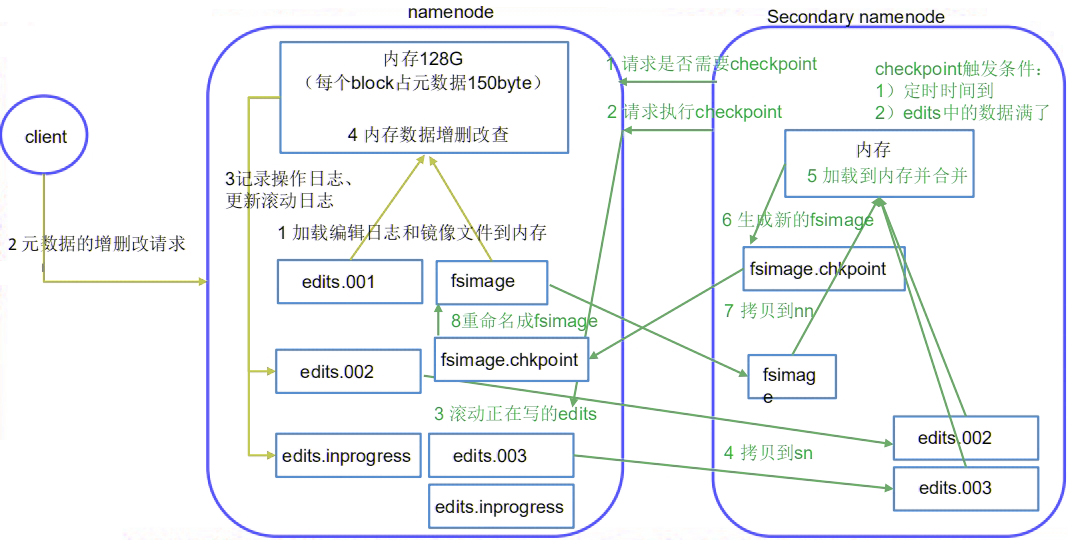 namenode
Secondary namenode
内存128G
（每个block占元数据150byte）
4 内存数据增删改查
1 请求是否需要checkpoint
2 请求执行checkpoint
checkpoint触发条件：
1）定时时间到
2）edits中的数据满了
client
内存
5 加载到内存并合并
3记录操作日志、
更新滚动日志
6 生成新的fsimage
2 元数据的增删改请求
1 加载编辑日志和镜像文件到内存
edits.001
fsimage
fsimage.chkpoint
8重命名成fsimage
7 拷贝到nn
edits.002
fsimage.chkpoint
fsimag
e
3 滚动正在写的edits
edits.002
edits.inprogress
edits.003
4 拷贝到sn
edits.003
edits.inprogress